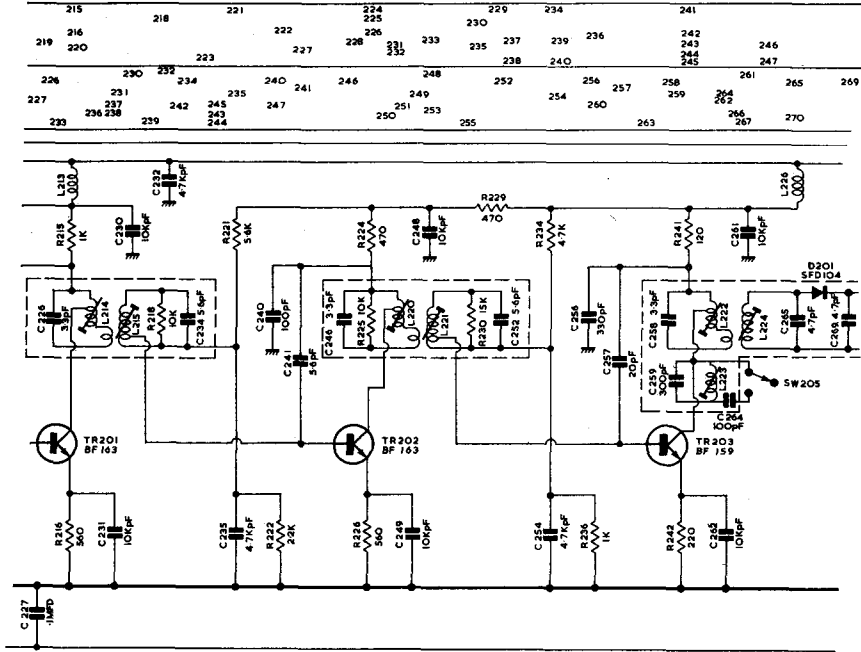 215 221 224 229 234 241
218 225 230
216 222 226 236 242
219 220 228 231 233 235 237 239 243 246
232 244
223 227 238 240 245 247
226 230 232 234 240 246 248 252 256 258 261 265 269
227 231 235 241 249 254 257 259 264
237 242 245 247 251 253 260 262
236 238 243 250 266
233 239 244 255 263 267 270
L213
C232 4·7KpF
L226
R229
470
R215 1K
C230 10KpF
R221 5·6K
R224 470
C248 10KpF
R234 4·7K
R241 120
C261 10KpF
D201
SFD104
C226 3·3pF
L214
L215
R218 10K
C234 5·6pF
C240 100pF
C241 5·6pF
C246 3·3pF
R225 10K
L220
L221
R230 15K
C252 5·6pF
C256 330pF
C257 20pF
C258 3·3pF
L222
L224
C265 4·7pF
C269 4·7pF
C259 300pF
L223
C264
100pF
SW205
TR201
BF 163
TR202
BF 163
TR203
BF 159
R216 560
C231 10KpF
C235 4·7KpF
R222 2·2K
R226 560
C249 10KpF
C254 4·7KpF
R236 1K
R242 220
C262 10KpF
C227 ·1MFD